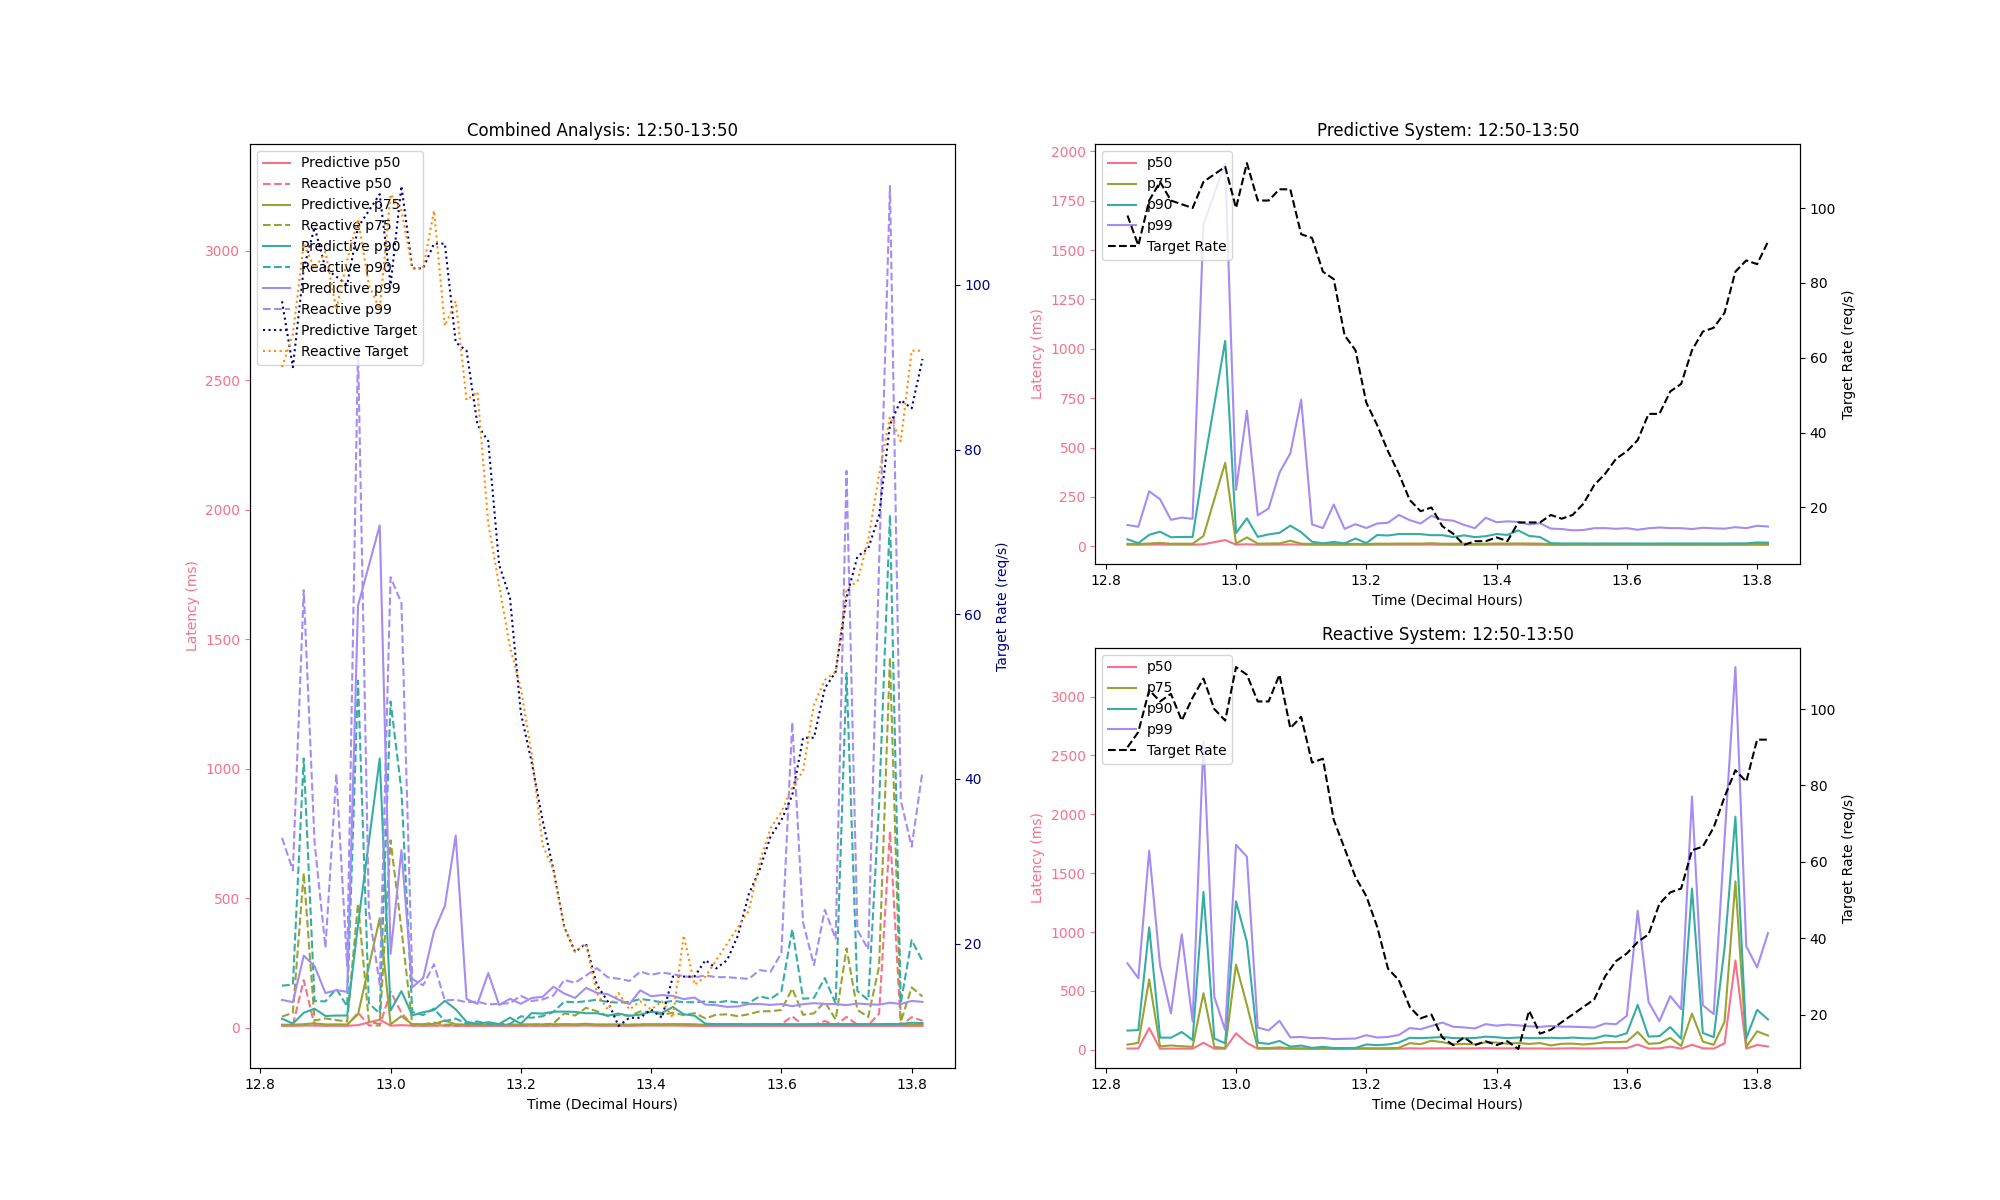 Combined Analysis: 12:50-13:50
Predictive p50
Reactive p50
Predictive p75
Reactive p75
Predictive p90
Reactive p90
Predictive p99
Reactive p99
Predictive Target
Reactive Target
3000
2500
2000
1500
1000
500
0
Latency (ms)
100
80
60
40
20
Target Rate (req/s)
12.8 13.0 13.2 13.4 13.6 13.8
Time (Decimal Hours)
Predictive System: 12:50-13:50
p50
p75
p90
p99
Target Rate
2000
1750
1500
1250
1000
750
500
250
0
Latency (ms)
100
80
60
40
20
Target Rate (req/s)
12.8 13.0 13.2 13.4 13.6 13.8
Time (Decimal Hours)
Reactive System: 12:50-13:50
p50
p75
p90
p99
Target Rate
3000
2500
2000
1500
1000
500
0
Latency (ms)
100
80
60
40
20
Target Rate (req/s)
12.8 13.0 13.2 13.4 13.6 13.8
Time (Decimal Hours)